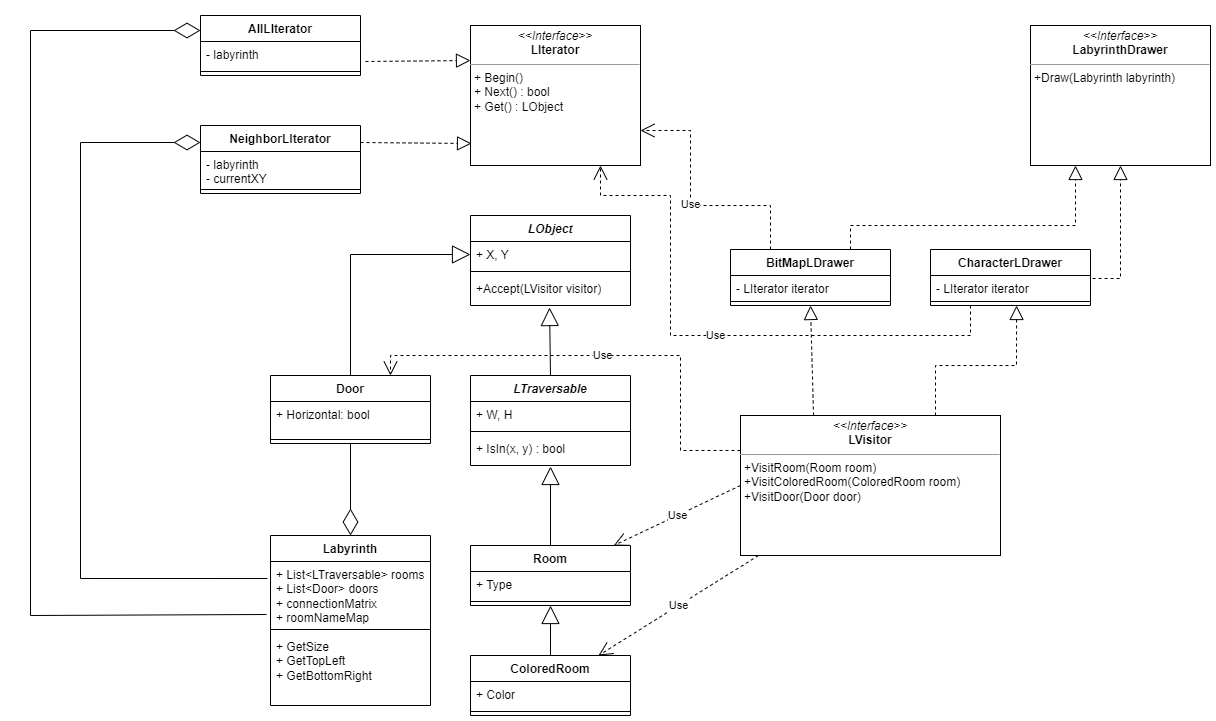 AllLIterator
- labyrinth
<<Interface>>
LIterator
+ Begin()
+ Next() : bool
+ Get() : LObject
<<Interface>>
LabyrinthDrawer
+Draw(Labyrinth labyrinth)
NeighborLIterator
- labyrinth
- currentXY
Use
LObject
+ X, Y
+Accept(LVisitor visitor)
BitMapLDrawer
- LIterator iterator
CharacterLDrawer
- LIterator iterator
Use
Use
Door
+ Horizontal: bool
LTraversable
+ W, H
+ IsIn(x, y) : bool
<<Interface>>
LVisitor
+VisitRoom(Room room)
+VisitColoredRoom(ColoredRoom room)
+VisitDoor(Door door)
Use
Labyrinth
+ List<LTraversable> rooms
+ List<Door> doors
+ connectionMatrix
+ roomNameMap
+ GetSize
+ GetTopLeft
+ GetBottomRight
Room
+ Type
Use
ColoredRoom
+ Color